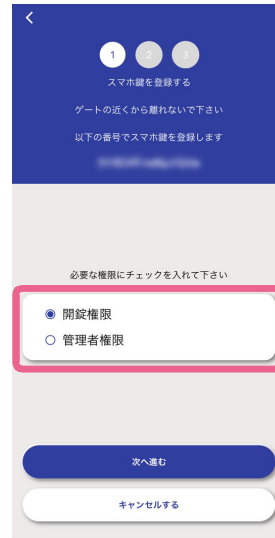 1 2 3
スマホ鍵を登録する
ゲートの近くから離れないで下さい
以下の番号でスマホ鍵を登録します
必要な権限にチェックを入れて下さい
開錠権限
管理者権限
次へ進む
キャンセルする